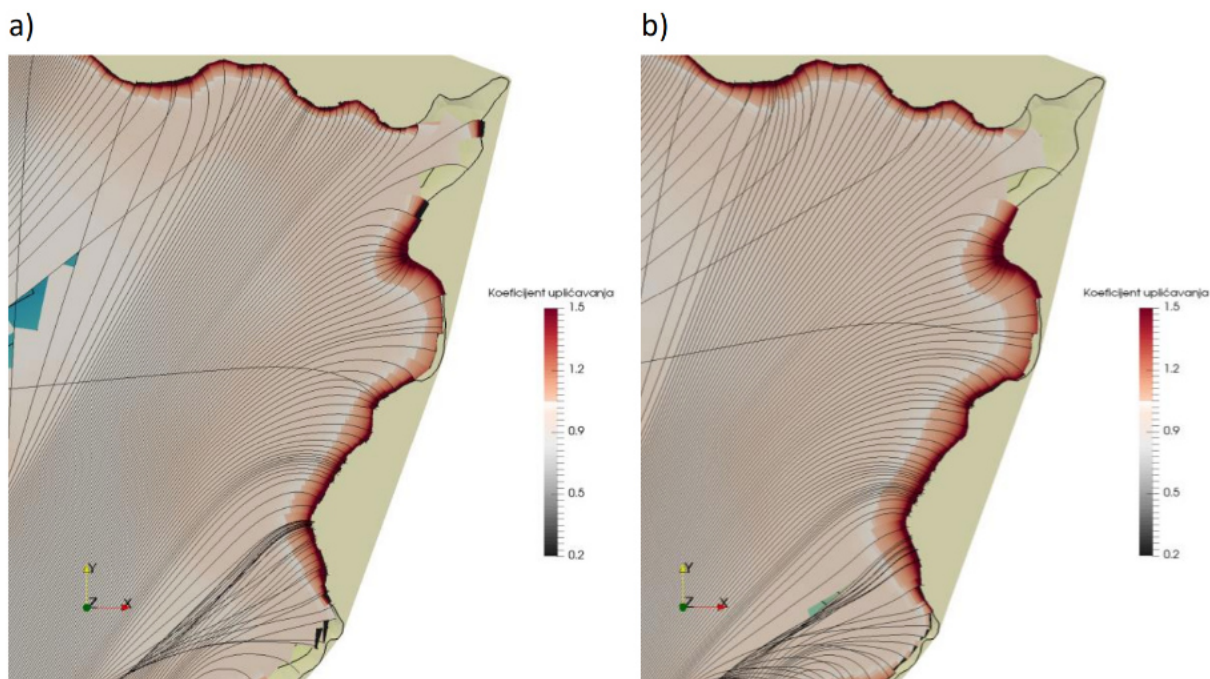 a)
b)
Koeficijent uplićavanja
1.5
1.2
0.9
0.5
0.2
Y
Z
X
Koeficijent uplićavanja
1.5
1.2
0.9
0.5
0.2
Y
Z
X